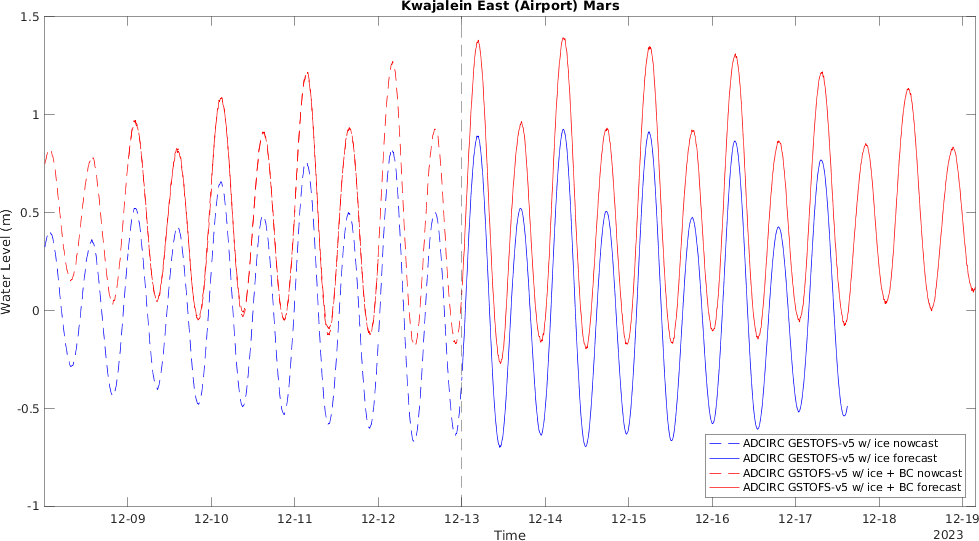 Kwajalein East (Airport) Mars
1.5
1
0.5
0
-0.5
-1
Water Level (m)
12-09
12-10
12-11
12-12
12-13
12-14
12-15
12-16
12-17
12-18
12-19
Time
2023
ADCIRC GESTOFS-v5 w/ ice nowcast
ADCIRC GESTOFS-v5 w/ ice forecast
ADCIRC GSTOFS-v5 w/ ice + BC nowcast
ADCIRC GSTOFS-v5 w/ ice + BC forecast